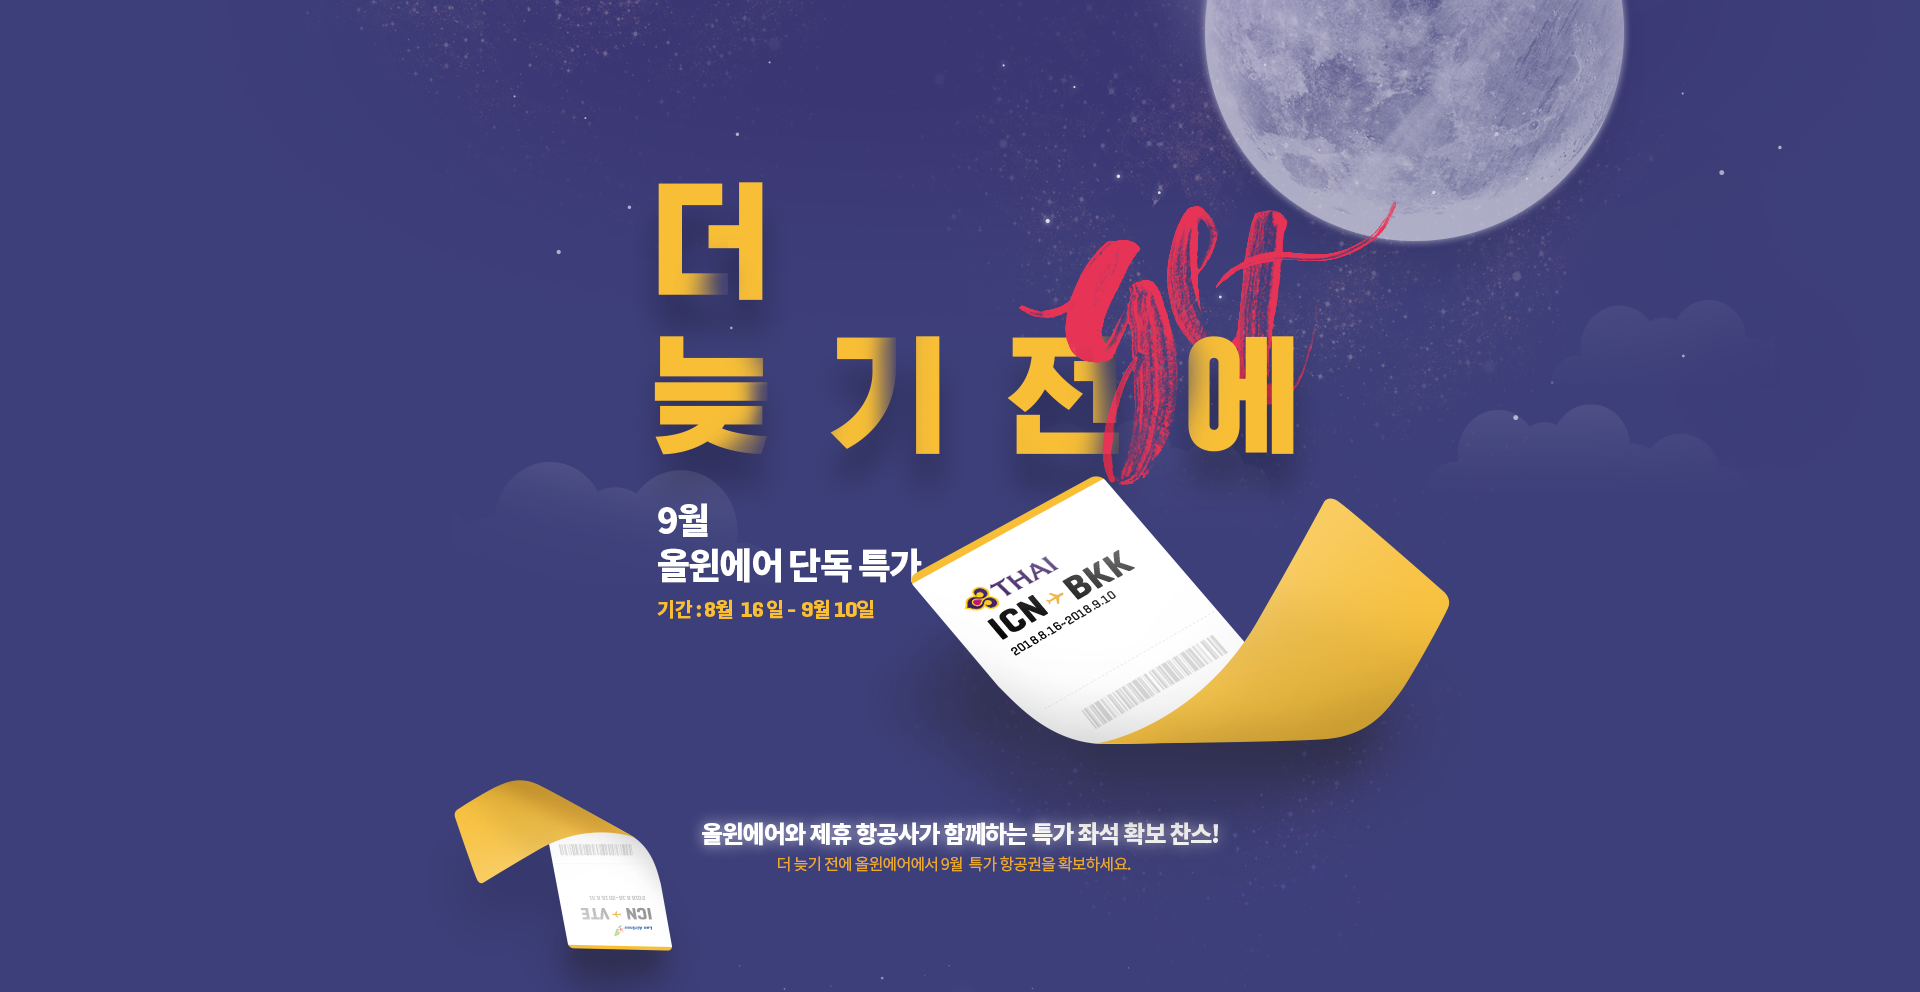 더
get
늦기전에
9월
올윈에어 단독 특가
기간 : 8월 16일 - 9월 10일
THAI
ICN BKK
2018.8.16~2018.9.10
올윈에어와 제휴 항공사가 함께하는 특가 좌석 확보 찬스!
더 늦기 전에 올윈에어에서 9월 특가 항공권을 확보하세요.
ICN VTE
Lao Airlines